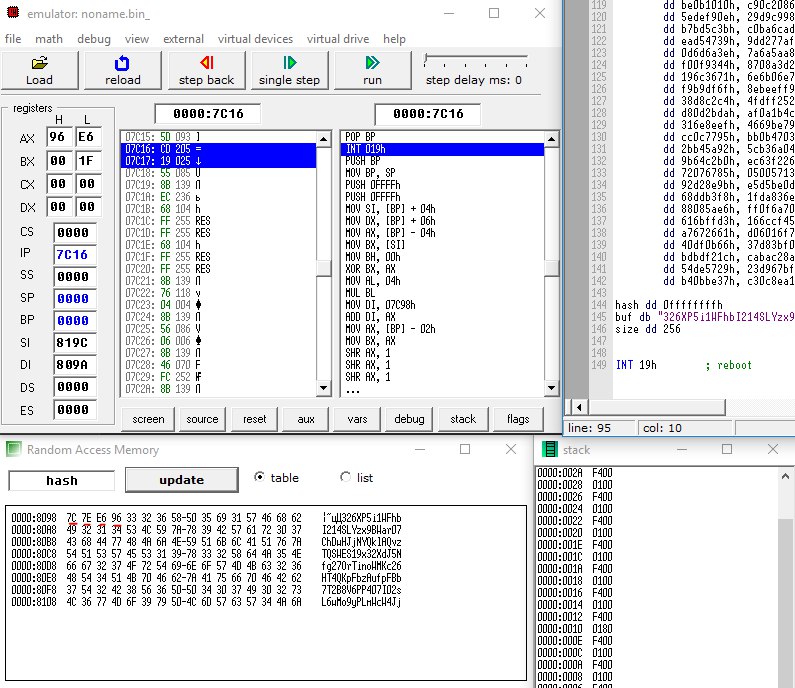 emulator: noname.bin_
file math debug view external virtual devices virtual drive help
Load reload step back single step run step delay ms: 0
registers
H L
AX 96 E6
BX 00 1F
CX 00 00
DX 00 00
CS 0000
IP 7C16
SS 0000
SP 0000
BP 0000
SI 819C
DI 809A
DS 0000
ES 0000
0000:7C16 0000:7C16
07C15: 5D 093 ]
07C16: CD 205 =
07C17: 19 025 ↓
07C18: 55 085 U
07C19: 8B 139
07C1A: EC 236
07C1B: 68 104 h
07C1C: FF 255 RES
07C1D: FF 255 RES
07C1E: 68 104 h
07C1F: FF 255 RES
07C20: FF 255 RES
07C21: 8B 139
07C22: 76 118 v
07C23: 04 004
07C24: 8B 139
07C25: 56 086 V
07C26: 06 006
07C27: 8B 139
07C28: 46 070 F
07C29: FC 252
07C2A: 8B 139
POP BP
INT 019h
PUSH BP
MOV BP, SP
PUSH 0FFFFh
PUSH 0FFFFh
MOV SI, [BP] + 04h
MOV DX, [BP] + 06h
MOV AX, [BP] - 04h
MOV BX, [SI]
MOV BH, 00h
XOR BX, AX
MOV AL, 04h
MUL BL
MOV DI, 07C98h
ADD DI, AX
MOV AX, [BP] - 02h
MOV BX, AX
SHR AX, 1
SHR AX, 1
SHR AX, 1
...
screen source reset aux vars debug stack flags
119 dd be0b1010h, c90c2086
120 dd 5edef90eh, 29d9c998
121 dd b7bd5c3bh, c0ba6cad
122 dd ead54739h, 9dd277af
123 dd 0d6d6a3eh, 7a6a5aa8
124 dd f00f9344h, 8708a3d2
125 dd 196c3671h, 6e6b06e7
126 dd f9b9df6fh, 8ebeeff9
127 dd 38d8c2c4h, 4fdff252
128 dd d80d2bdah, af0a1b4c
129 dd 316e8eefh, 4669be79
130 dd cc0c7795h, bb0b4703
131 dd 2bb45a92h, 5cb36a04
132 dd 9b64c2b0h, ec63f226
133 dd 72076785h, 05005713
134 dd 92d28e9bh, e5d5be0d
135 dd 68ddb3f8h, 1fda836e
136 dd 88085ae6h, ff0f6a70
137 dd 616bffd3h, 166ccf45
138 dd a7672661h, d06016f7
139 dd 40df0b66h, 37d83bf0
140 dd bdbdf21ch, cabac28a
141 dd 54de5729h, 23d967bf
142 dd b40bbe37h, c30c8ea1
143
144 hash dd 0ffffffffh
145 buf db "326XP5i1WFhbI214SLYzx9
146 size dd 256
147
148
149 INT 19h ; reboot
line: 95 col: 10
Random Access Memory
hash update table list
0000:8098 7C 7E E6 96 33 32 36 58-50 35 69 31 57 46 68 62 |~µû326XP5i1WFhb
0000:80A8 49 32 31 34 53 4C 59 7A-78 39 42 57 61 72 30 37 I214SLYzx9BWar07
0000:80B8 43 68 44 77 48 4A 6A 4E-59 51 6B 6C 41 51 76 7A ChDwHJjNYQklAQvz
0000:80C8 54 51 53 57 45 53 31 39-78 33 32 58 64 4A 35 4E TQSWES19x32XdJ5N
0000:80D8 66 67 32 37 4F 72 54 69-6E 6F 57 4D 4B 63 32 36 fg27OrTinoWMKc26
0000:80E8 48 54 34 51 4B 70 46 62-7A 41 75 66 70 46 42 62 HT4QKpFbzAufpFBb
0000:80F8 37 54 32 42 38 56 36 50-50 34 30 37 49 30 32 73 7T2B8V6PP407I02s
0000:8108 4C 36 77 4D 6F 39 79 50-4C 6D 57 63 57 34 4A 6A L6wMo9yPLmWcW4Jj
stack
0000:002A F400
0000:0028 0100
0000:0026 F400
0000:0024 0100
0000:0022 F400
0000:0020 0100
0000:001E F400
0000:001C 0100
0000:001A F400
0000:0018 0100
0000:0016 F400
0000:0014 0100
0000:0012 F400
0000:0010 0180
0000:000E F400
0000:000C 0100
0000:000A F400
0000:0008 0100
0000:0006 F400